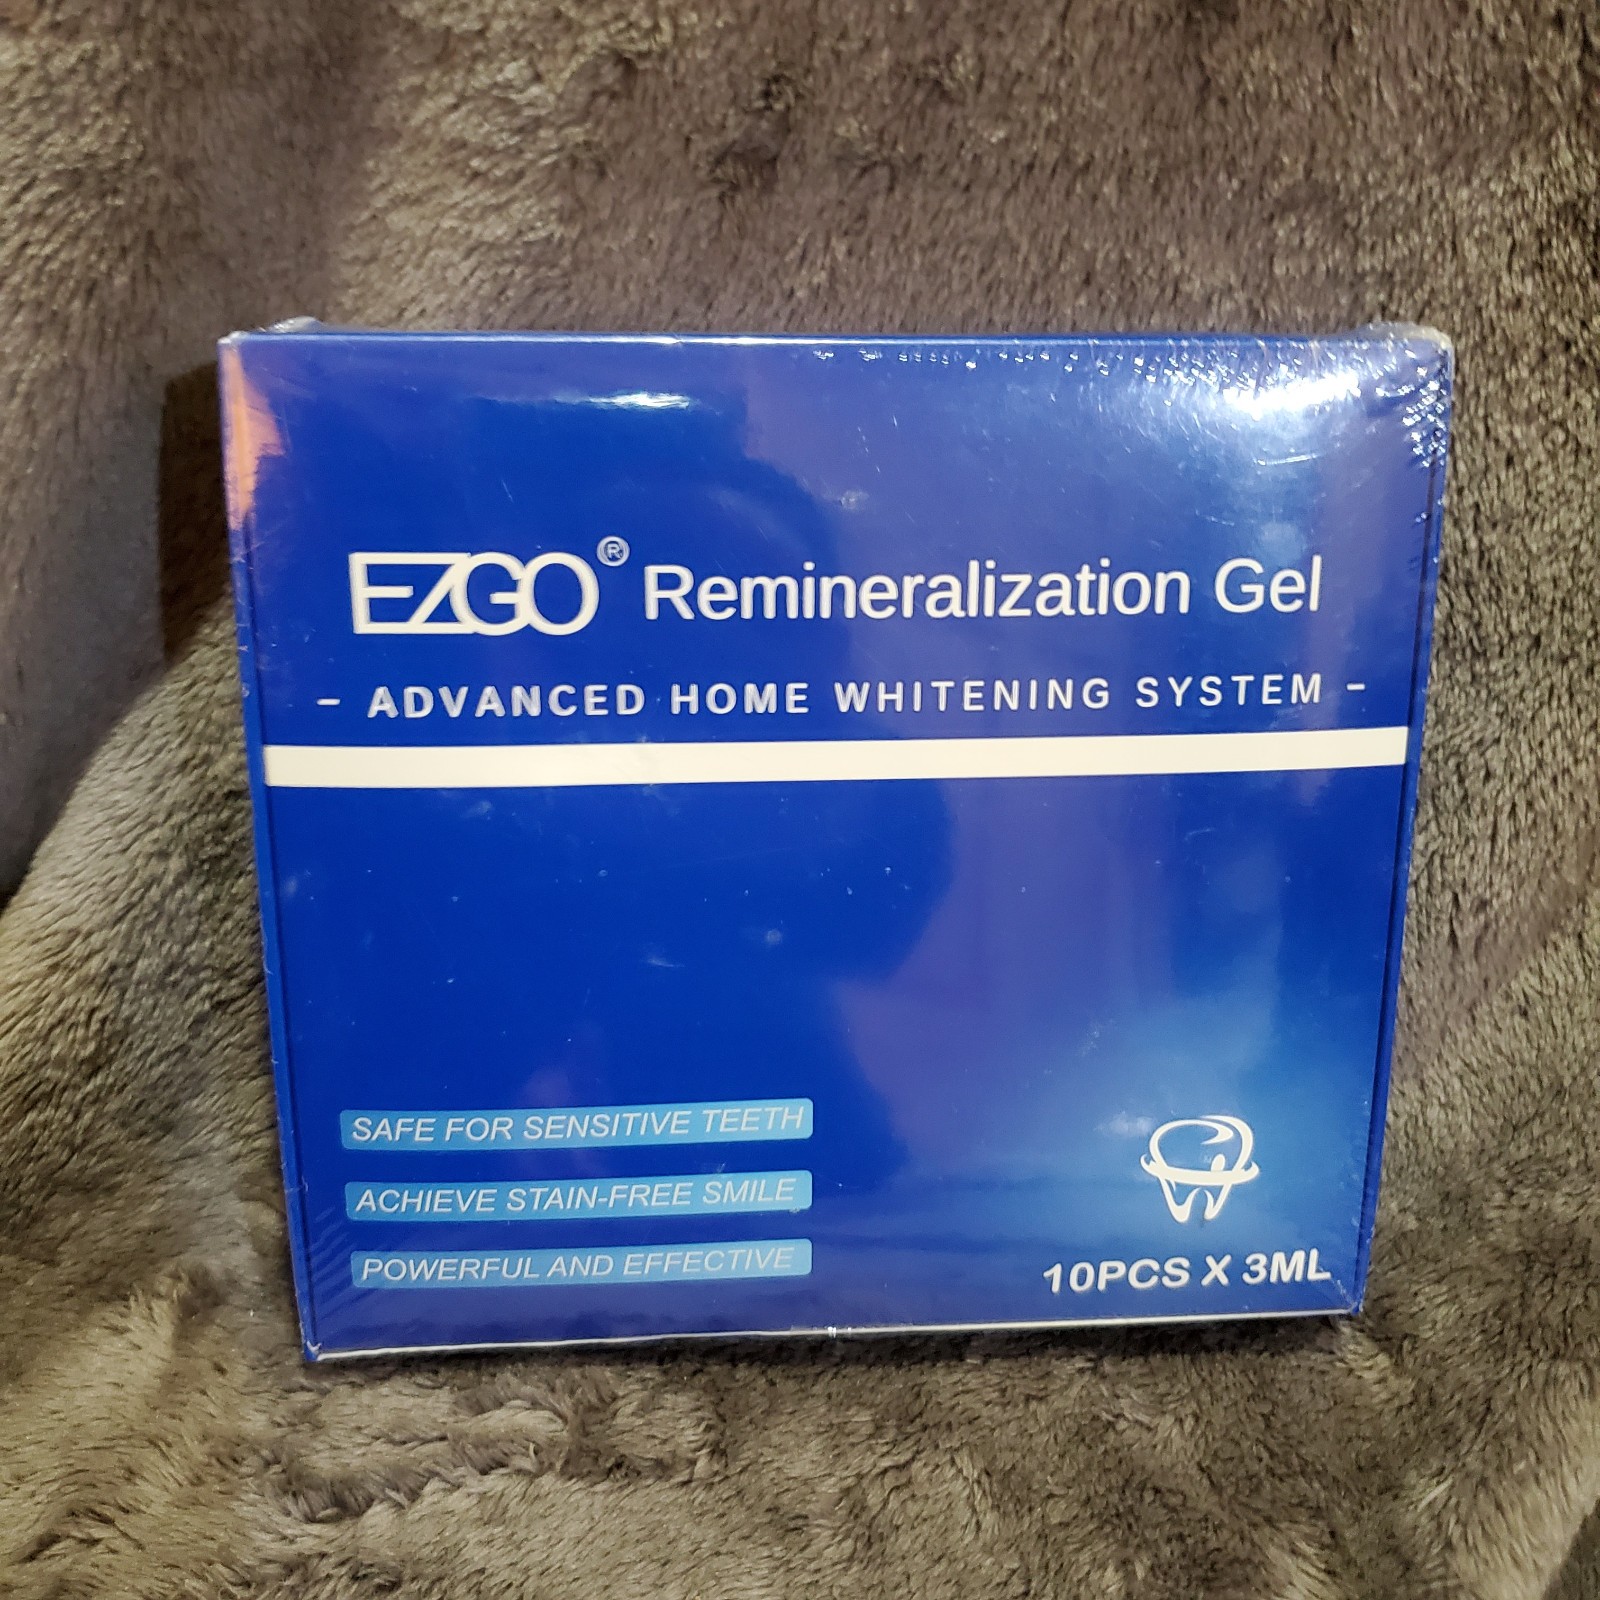 EZGO® Remineralization Gel
- ADVANCED HOME WHITENING SYSTEM -
SAFE FOR SENSITIVE TEETH
ACHIEVE STAIN-FREE SMILE
POWERFUL AND EFFECTIVE
10PCS X 3ML